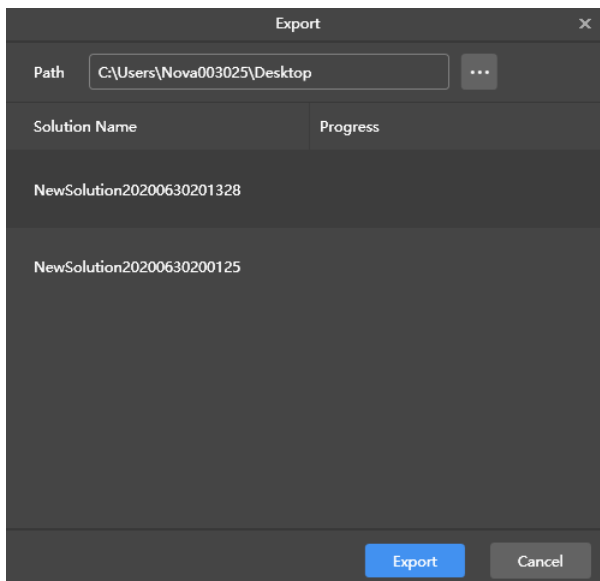 Export
Path C:\Users\Nova003025\Desktop ...
Solution Name Progress
NewSolution20200630201328
NewSolution20200630200125
Export Cancel